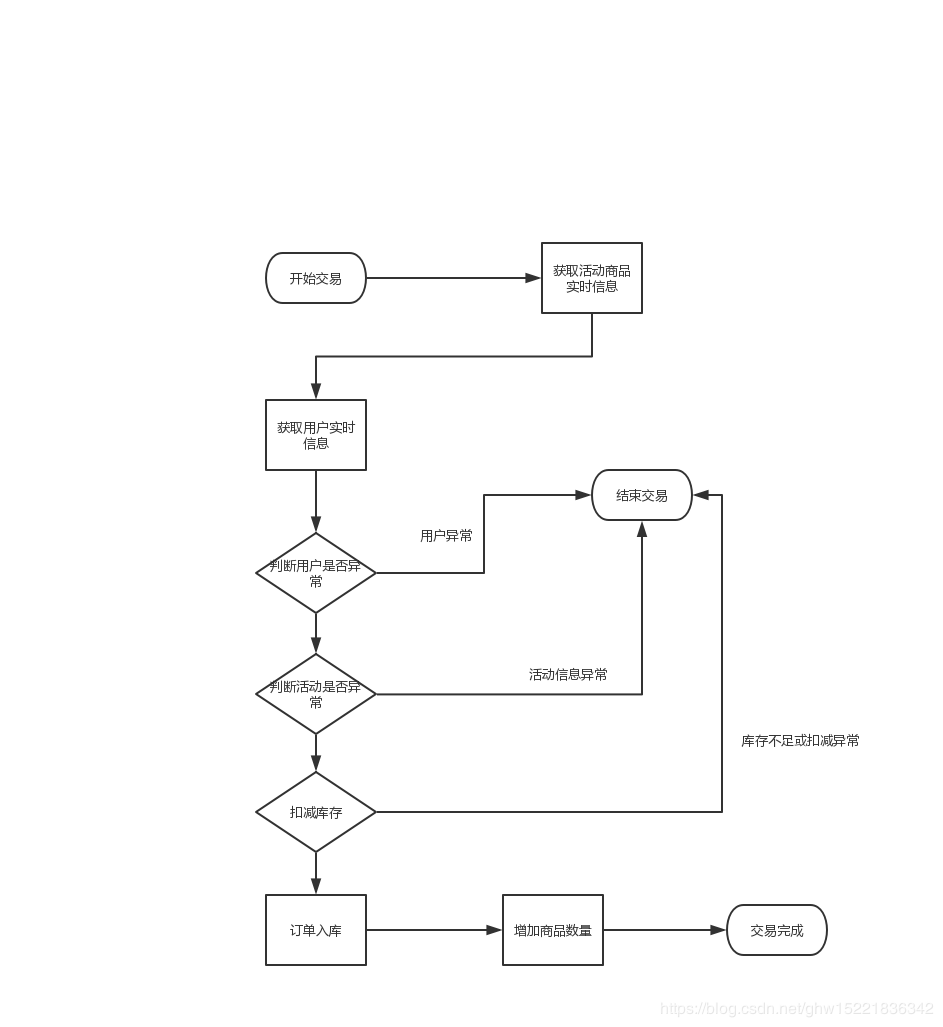 开始交易
获取活动商品
实时信息
获取用户实时
信息
结束交易
用户异常
判断用户是否异
常
活动信息异常
判断活动是否异
常
库存不足或扣减异常
扣减库存
订单入库
增加商品数量
交易完成
https://blog.csdn.net/ghw15221836342